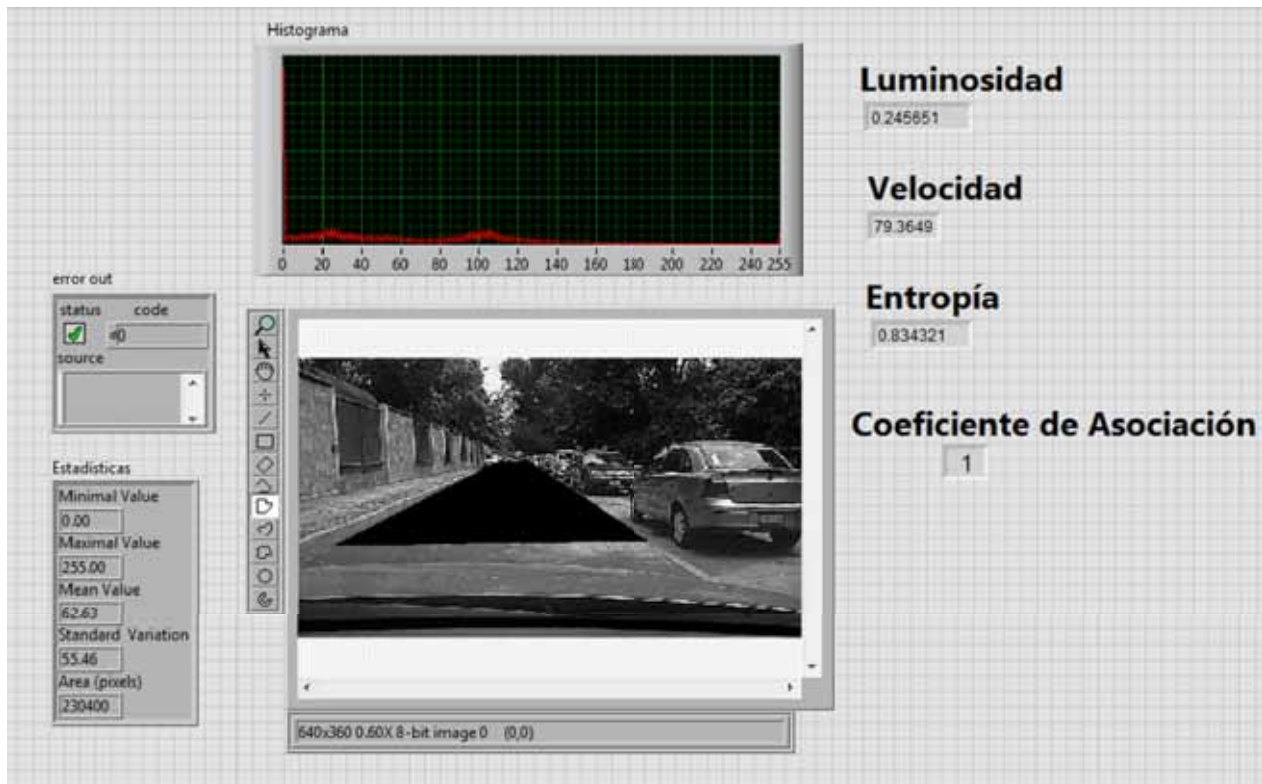 Histograma
0 20 40 60 80 100 120 140 160 180 200 220 240 255
Luminosidad
0.245651
Velocidad
79.3649
Entropía
0.834321
Coeficiente de Asociación
1
error out
status code
0
source
Estadísticas
Minimal Value
0.00
Maximal Value
255.00
Mean Value
62.63
Standard Variation
55.46
Area (pixels)
230400
640x360 0.60X 8-bit image 0 (0,0)